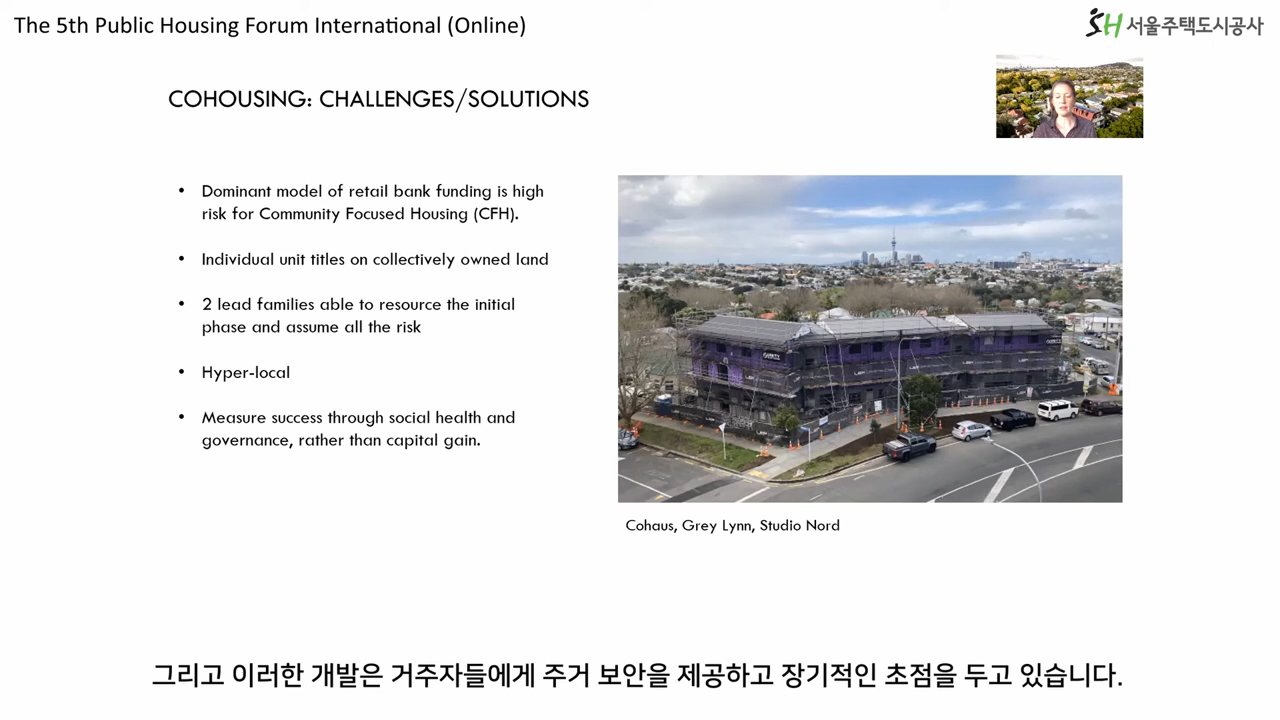 The 5th Public Housing Forum International (Online)
SH 서울주택도시공사
COHOUSING: CHALLENGES/SOLUTIONS
• Dominant model of retail bank funding is high
risk for Community Focused Housing (CFH).
• Individual unit titles on collectively owned land
• 2 lead families able to resource the initial
phase and assume all the risk
• Hyper-local
• Measure success through social health and
governance, rather than capital gain.
Cohaus, Grey Lynn, Studio Nord
그리고 이러한 개발은 거주자들에게 주거 보안을 제공하고 장기적인 초점을 두고 있습니다.